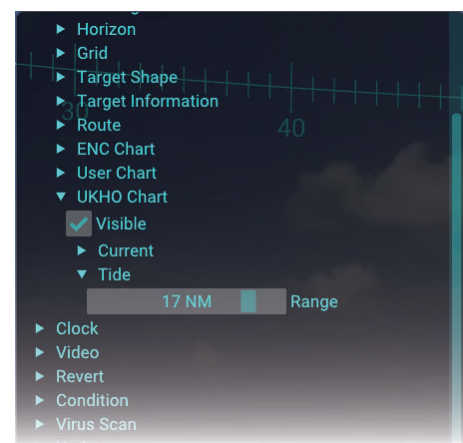 Horizon
Grid
Target Shape
Target Information
30
Route
40
ENC Chart
User Chart
UKHO Chart
Visible
Current
Tide
17 NM Range
Clock
Video
Revert
Condition
Virus Scan